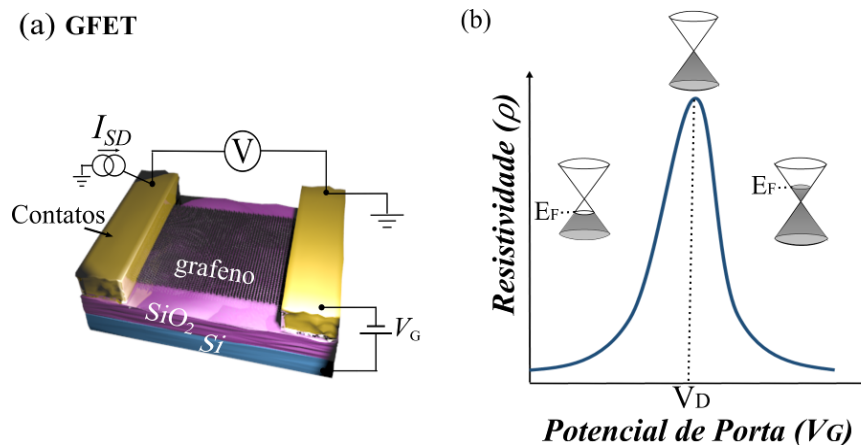 (a) GFET
I_SD
V
Contatos
grafeno
SiO₂
Si
V_G
(b)
Resistividade (ρ)
E_F
E_F
V_D
Potencial de Porta (V_G)